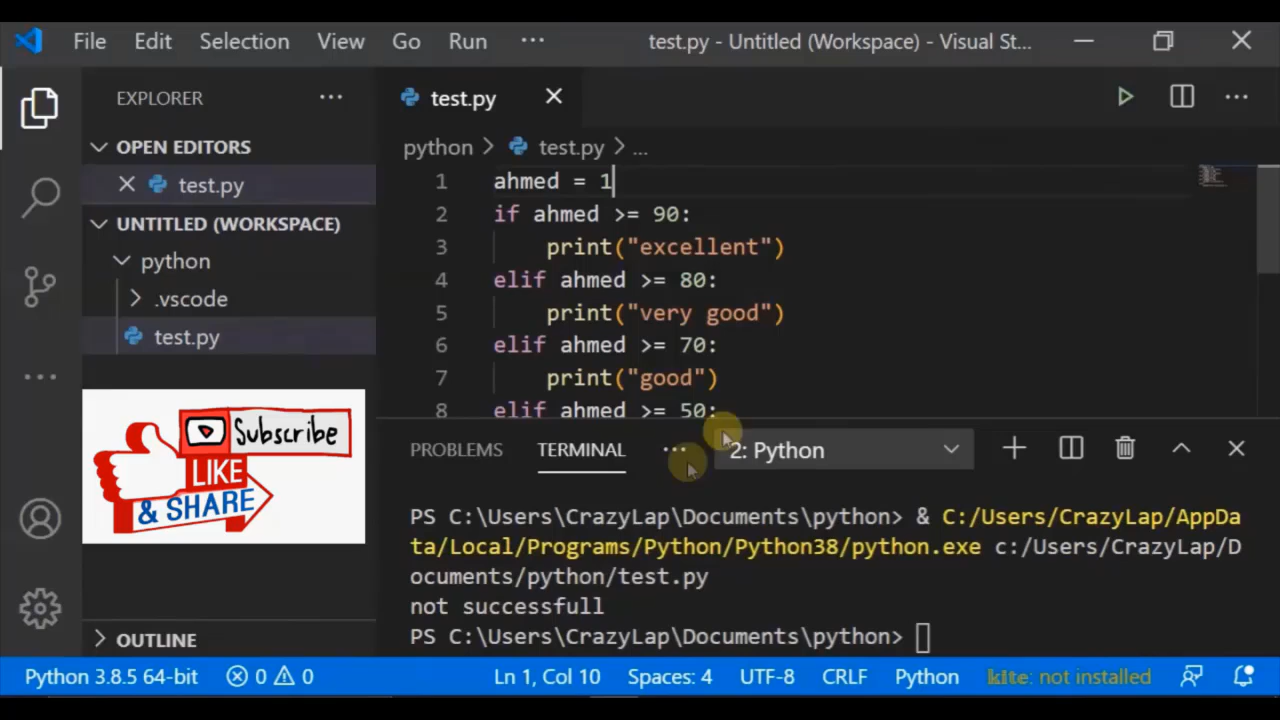 File Edit Selection View Go Run ··· test.py - Untitled (Workspace) - Visual St...
EXPLORER ···
test.py
OPEN EDITORS
test.py
UNTITLED (WORKSPACE)
python
.vscode
test.py
Subscribe
LIKE
& SHARE
OUTLINE
python > test.py > ...
1 ahmed = 1
2 if ahmed >= 90:
3 print("excellent")
4 elif ahmed >= 80:
5 print("very good")
6 elif ahmed >= 70:
7 print("good")
8 elif ahmed >= 50:
PROBLEMS TERMINAL ··· 2: Python
PS C:\Users\CrazyLap\Documents\python> & C:/Users/CrazyLap/AppDa
ta/Local/Programs/Python/Python38/python.exe c:/Users/CrazyLap/D
ocuments/python/test.py
not successfull
PS C:\Users\CrazyLap\Documents\python>
Python 3.8.5 64-bit 0 0 Ln 1, Col 10 Spaces: 4 UTF-8 CRLF Python kite: not installed